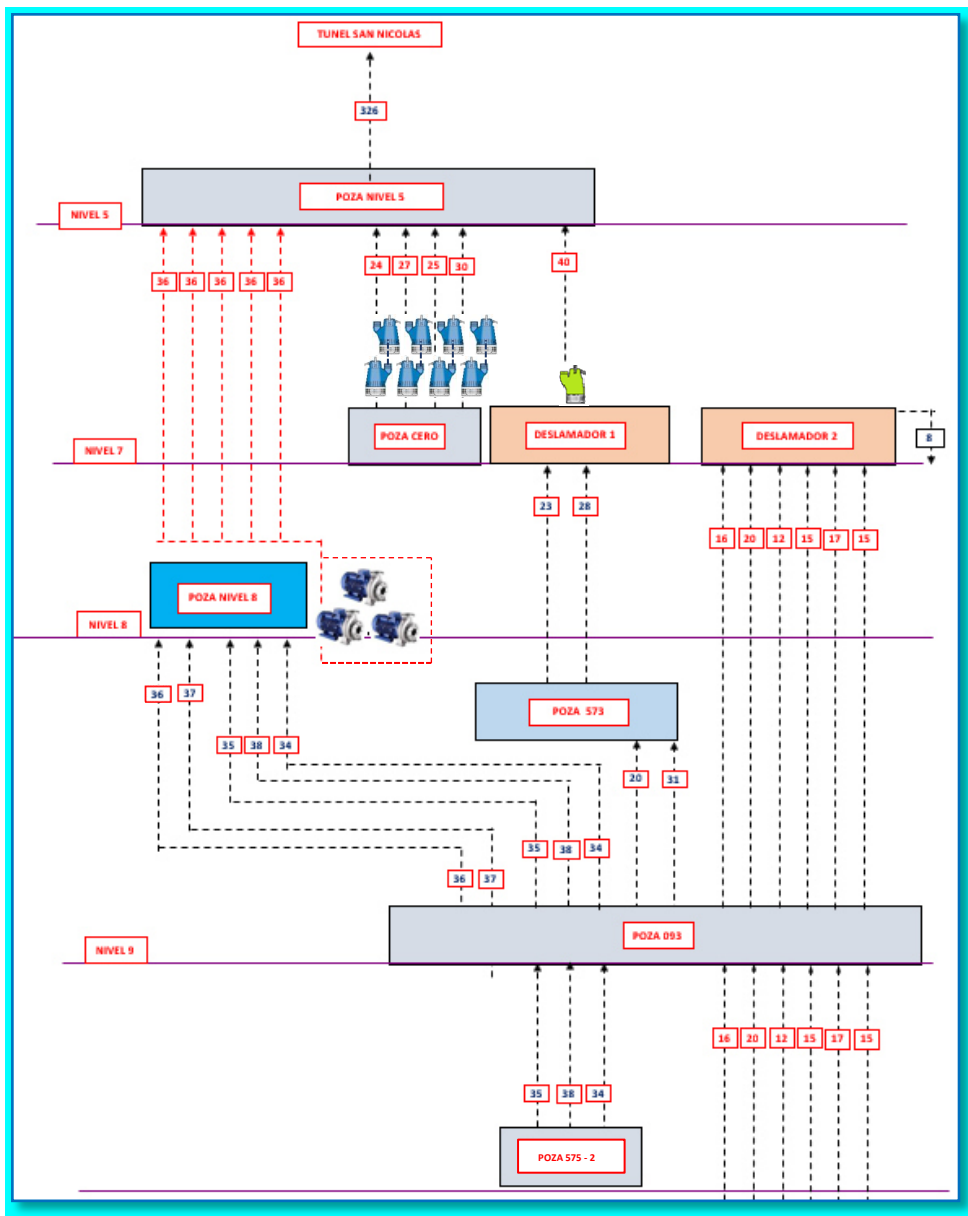 TUNEL SAN NICOLAS
326
POZA NIVEL 5
NIVEL 5
36 36 36 36 36 24 27 25 30 40
POZA CERO DESLAMADOR 1 DESLAMADOR 2 8
NIVEL 7
23 28
16 20 12 15 17 15
POZA NIVEL 8
NIVEL 8
36 37
POZA 573
35 38 34
20 31
35 38 34
36 37
POZA 093
NIVEL 9
16 20 12 15 17 15
35 38 34
POZA 575 - 2